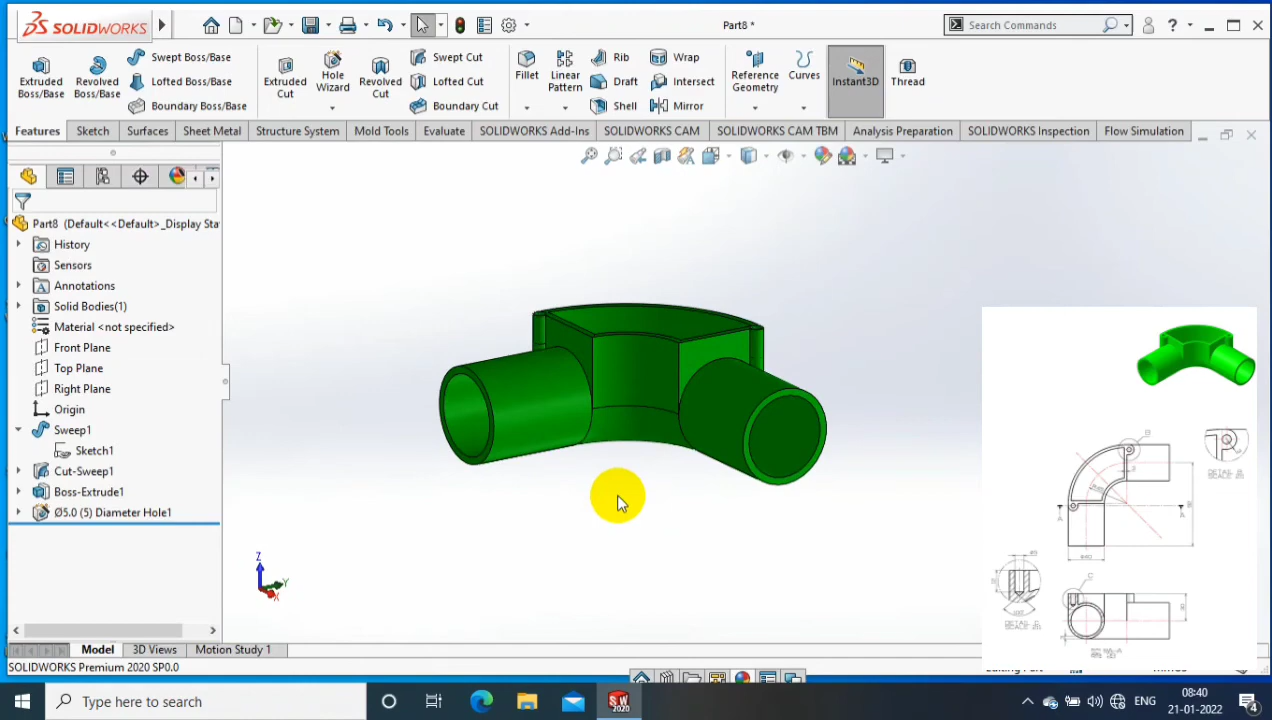 SOLIDWORKS
Part8 *
Search Commands
Extruded Boss/Base
Revolved Boss/Base
Swept Boss/Base
Lofted Boss/Base
Boundary Boss/Base
Extruded Cut
Hole Wizard
Revolved Cut
Swept Cut
Lofted Cut
Boundary Cut
Fillet
Linear Pattern
Rib
Draft
Shell
Wrap
Intersect
Mirror
Reference Geometry
Curves
Instant3D
Thread
Features Sketch Surfaces Sheet Metal Structure System Mold Tools Evaluate SOLIDWORKS Add-Ins SOLIDWORKS CAM SOLIDWORKS CAM TBM Analysis Preparation SOLIDWORKS Inspection Flow Simulation
Part8 (Default<<Default>_Display Sta
History
Sensors
Annotations
Solid Bodies(1)
Material <not specified>
Front Plane
Top Plane
Right Plane
Origin
Sweep1
Sketch1
Cut-Sweep1
Boss-Extrude1
Ø5.0 (5) Diameter Hole1
Z
Y
X
B
A A
C
Model 3D Views Motion Study 1
SOLIDWORKS Premium 2020 SP0.0
Type here to search
SW 2020
ENG
08:40
21-01-2022
4